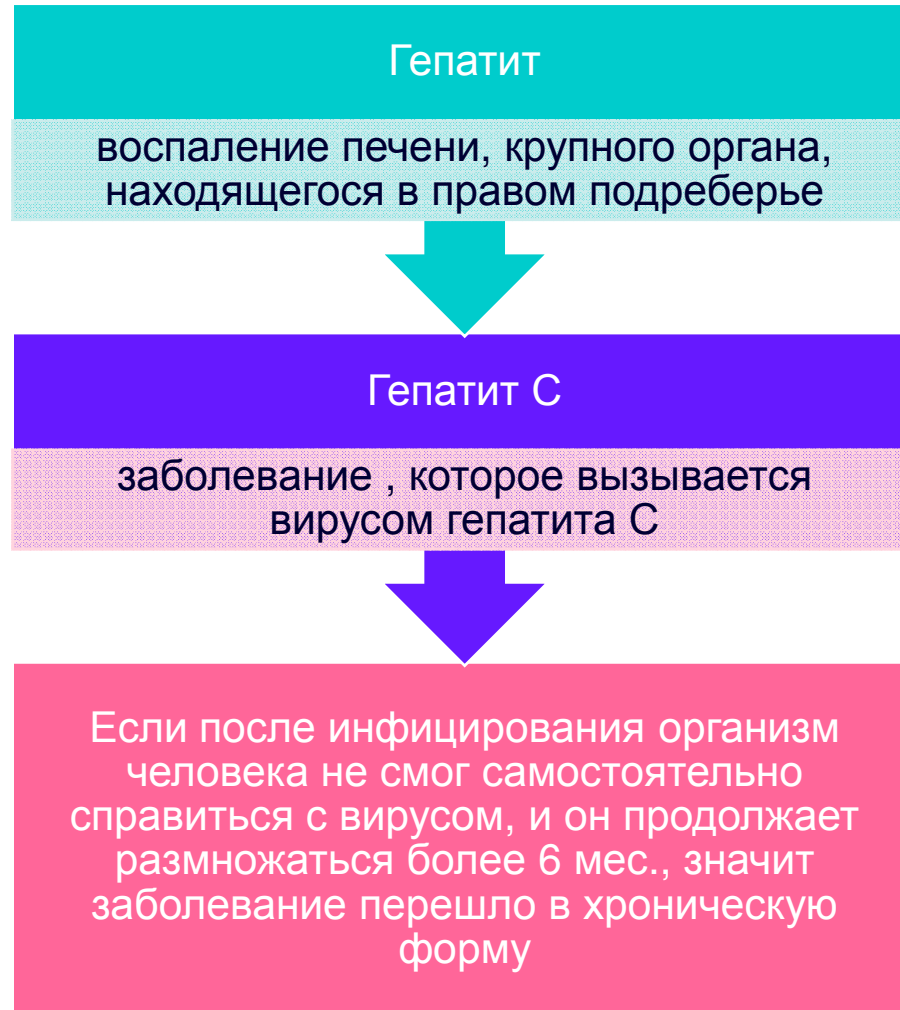 Гепатит
воспаление печени, крупного органа,
находящегося в правом подреберье
Гепатит С
заболевание , которое вызывается
вирусом гепатита С
Если после инфицирования организм
человека не смог самостоятельно
справиться с вирусом, и он продолжает
размножаться более 6 мес., значит
заболевание перешло в хроническую
форму